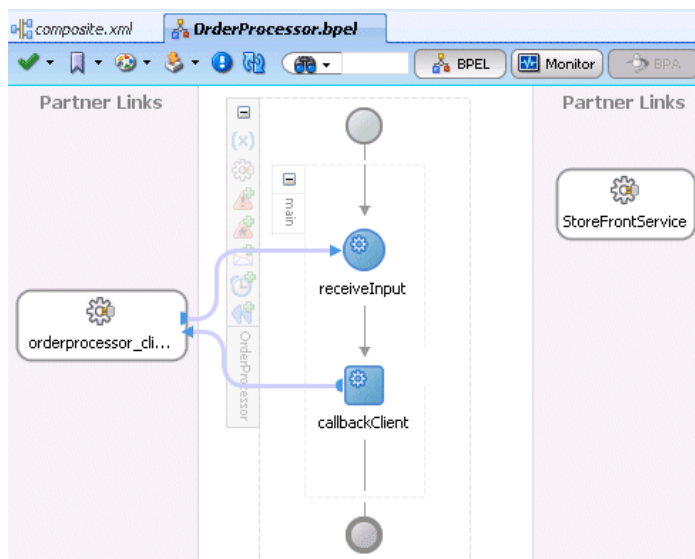 composite.xml
OrderProcessor.bpel
BPEL
Monitor
BPA
Partner Links
Partner Links
(x)
main
StoreFrontService
receiveInput
orderprocessor_cli...
OrderProcessor
callbackClient